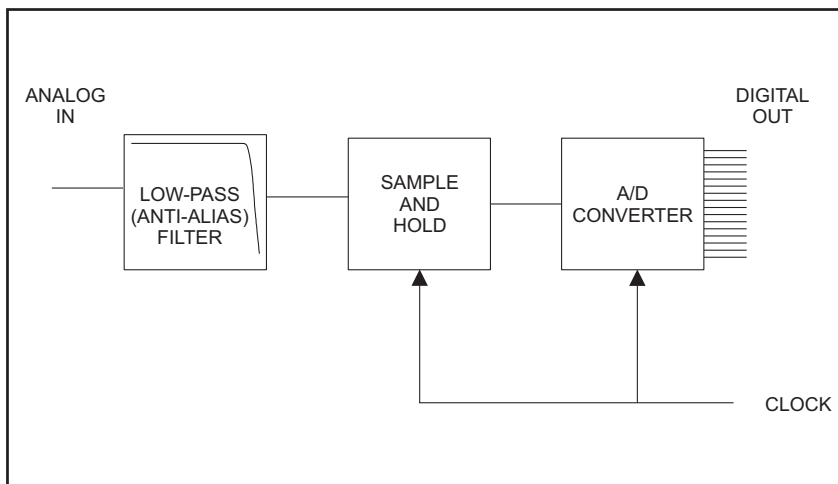 ANALOG
IN
LOW-PASS
(ANTI-ALIAS)
FILTER
SAMPLE
AND
HOLD
A/D
CONVERTER
DIGITAL
OUT
CLOCK